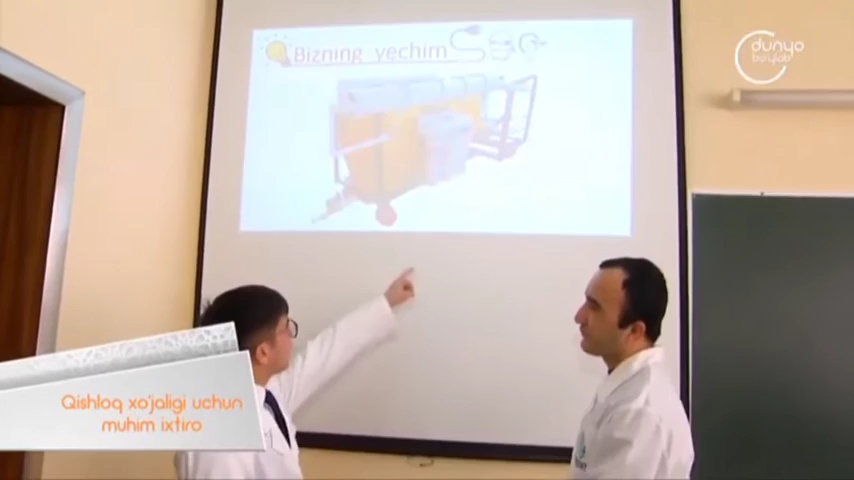 Bizning yechim
dunyo
bo'ylab
Qishloq xo'jaligi uchun
muhim ixtiro